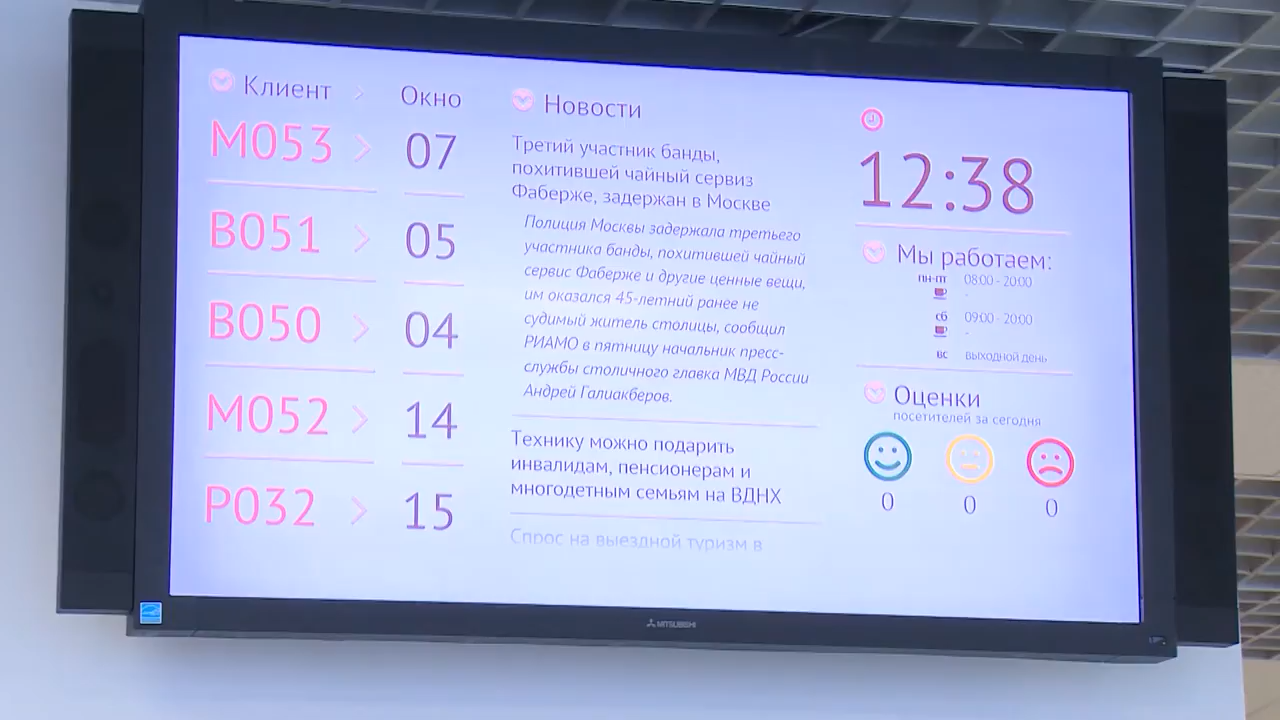 Клиент > Окно
М053 > 07
В051 > 05
В050 > 04
М052 > 14
Р032 > 15
Новости
Третий участник банды,
похитившей чайный сервиз
Фаберже, задержан в Москве
Полиция Москвы задержала третьего
участника банды, похитившей чайный
сервис Фаберже и другие ценные вещи,
им оказался 45-летний ранее не
судимый житель столицы, сообщил
РИАМО в пятницу начальник пресс-
службы столичного главка МВД России
Андрей Галиакберов.
Технику можно подарить
инвалидам, пенсионерам и
многодетным семьям на ВДНХ
Спрос на выездной туризм в
12:38
Мы работаем:
пн-пт 08:00 - 20:00
-
сб 09:00 - 20:00
-
вс выходной день
Оценки
посетителей за сегодня
0 0 0
MITSUBISHI